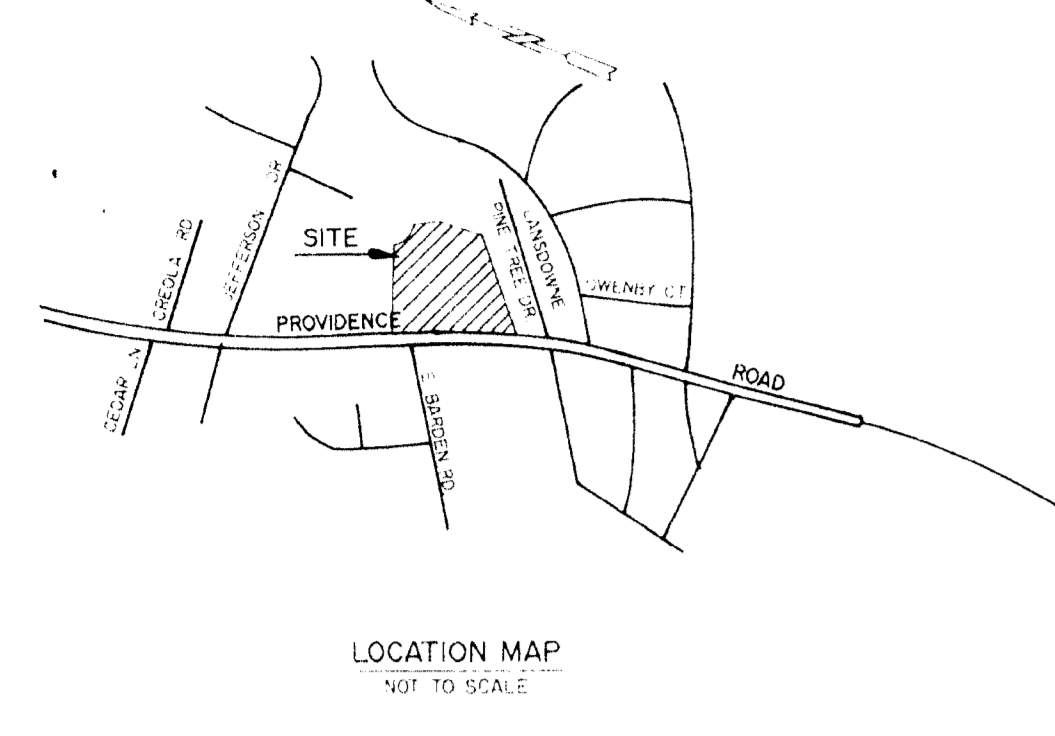 N
CREOLA RD
JEFFERSON DR
SITE
PINE TREE DR
LANSDOWNE
OWENBY CT
PROVIDENCE
ROAD
CEDAR LN
E BARDEN RD
LOCATION MAP
NOT TO SCALE